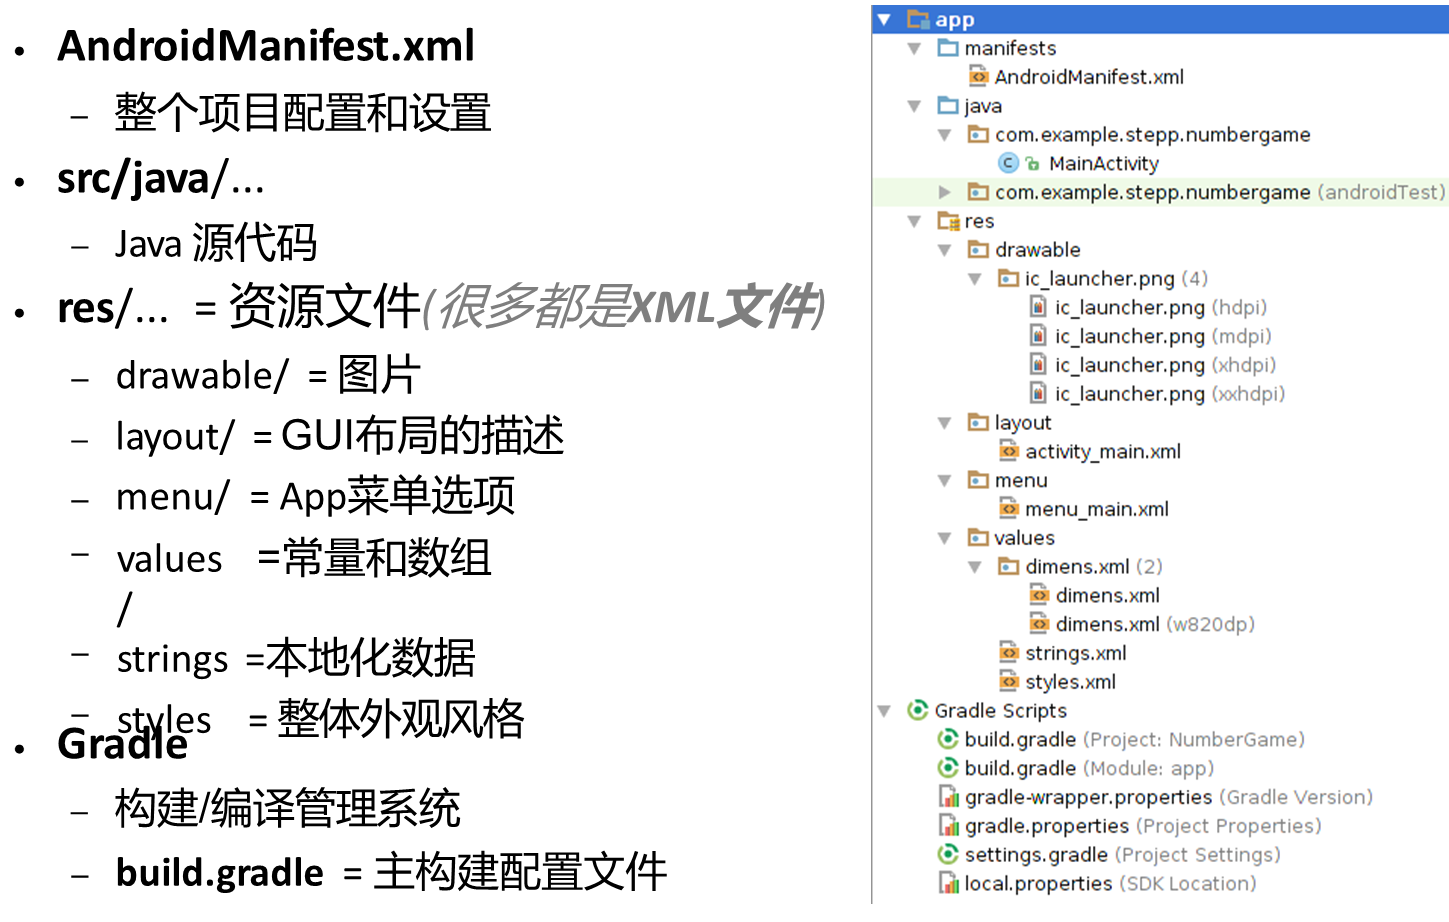 • AndroidManifest.xml
– 整个项目配置和设置
• src/java/...
– Java 源代码
• res/... = 资源文件(很多都是XML文件)
– drawable/ = 图片
– layout/ = GUI布局的描述
– menu/ = App菜单选项
– values =常量和数组
/
– strings =本地化数据
– styles = 整体外观风格
• Gradle
– 构建/编译管理系统
– build.gradle = 主构建配置文件
app
manifests
AndroidManifest.xml
java
com.example.stepp.numbergame
MainActivity
com.example.stepp.numbergame (androidTest)
res
drawable
ic_launcher.png (4)
ic_launcher.png (hdpi)
ic_launcher.png (mdpi)
ic_launcher.png (xhdpi)
ic_launcher.png (xxhdpi)
layout
activity_main.xml
menu
menu_main.xml
values
dimens.xml (2)
dimens.xml
dimens.xml (w820dp)
strings.xml
styles.xml
Gradle Scripts
build.gradle (Project: NumberGame)
build.gradle (Module: app)
gradle-wrapper.properties (Gradle Version)
gradle.properties (Project Properties)
settings.gradle (Project Settings)
local.properties (SDK Location)